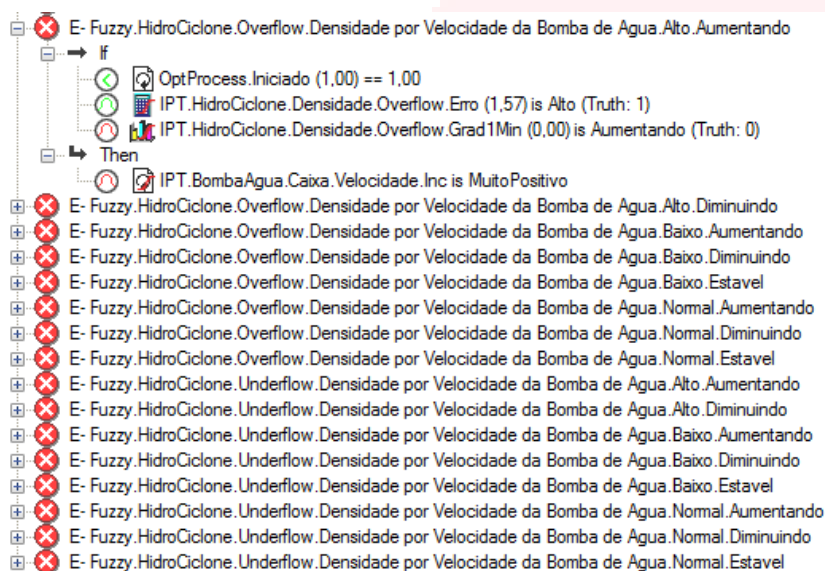 E- Fuzzy.HidroCiclone.Overflow.Densidade por Velocidade da Bomba de Agua.Alto.Aumentando
If
OptProcess.Iniciado (1,00) == 1,00
IPT.HidroCiclone.Densidade.Overflow.Erro (1,57) is Alto (Truth: 1)
IPT.HidroCiclone.Densidade.Overflow.Grad1Min (0,00) is Aumentando (Truth: 0)
Then
IPT.BombaAgua.Caixa.Velocidade.Inc is MuitoPositivo
E- Fuzzy.HidroCiclone.Overflow.Densidade por Velocidade da Bomba de Agua.Alto.Diminuindo
E- Fuzzy.HidroCiclone.Overflow.Densidade por Velocidade da Bomba de Agua.Baixo.Aumentando
E- Fuzzy.HidroCiclone.Overflow.Densidade por Velocidade da Bomba de Agua.Baixo.Diminuindo
E- Fuzzy.HidroCiclone.Overflow.Densidade por Velocidade da Bomba de Agua.Baixo.Estavel
E- Fuzzy.HidroCiclone.Overflow.Densidade por Velocidade da Bomba de Agua.Normal.Aumentando
E- Fuzzy.HidroCiclone.Overflow.Densidade por Velocidade da Bomba de Agua.Normal.Diminuindo
E- Fuzzy.HidroCiclone.Overflow.Densidade por Velocidade da Bomba de Agua.Normal.Estavel
E- Fuzzy.HidroCiclone.Underflow.Densidade por Velocidade da Bomba de Agua.Alto.Aumentando
E- Fuzzy.HidroCiclone.Underflow.Densidade por Velocidade da Bomba de Agua.Alto.Diminuindo
E- Fuzzy.HidroCiclone.Underflow.Densidade por Velocidade da Bomba de Agua.Baixo.Aumentando
E- Fuzzy.HidroCiclone.Underflow.Densidade por Velocidade da Bomba de Agua.Baixo.Diminuindo
E- Fuzzy.HidroCiclone.Underflow.Densidade por Velocidade da Bomba de Agua.Baixo.Estavel
E- Fuzzy.HidroCiclone.Underflow.Densidade por Velocidade da Bomba de Agua.Normal.Aumentando
E- Fuzzy.HidroCiclone.Underflow.Densidade por Velocidade da Bomba de Agua.Normal.Diminuindo
E- Fuzzy.HidroCiclone.Underflow.Densidade por Velocidade da Bomba de Agua.Normal.Estavel